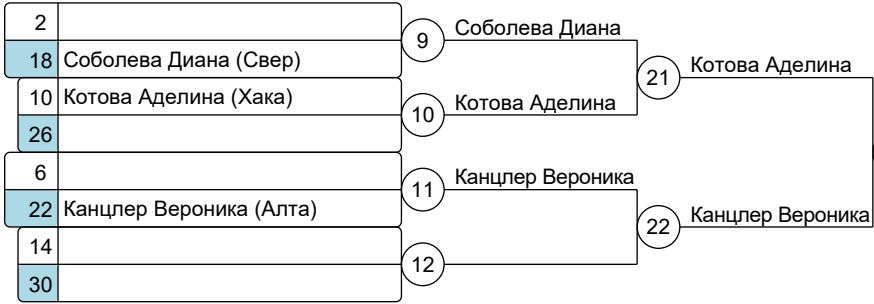 2
9 Соболева Диана
18 Соболева Диана (Свер)
21 Котова Аделина
10 Котова Аделина (Хака)
10 Котова Аделина
26
6
11 Канцлер Вероника
22 Канцлер Вероника (Алта)
22 Канцлер Вероника
14
12
30